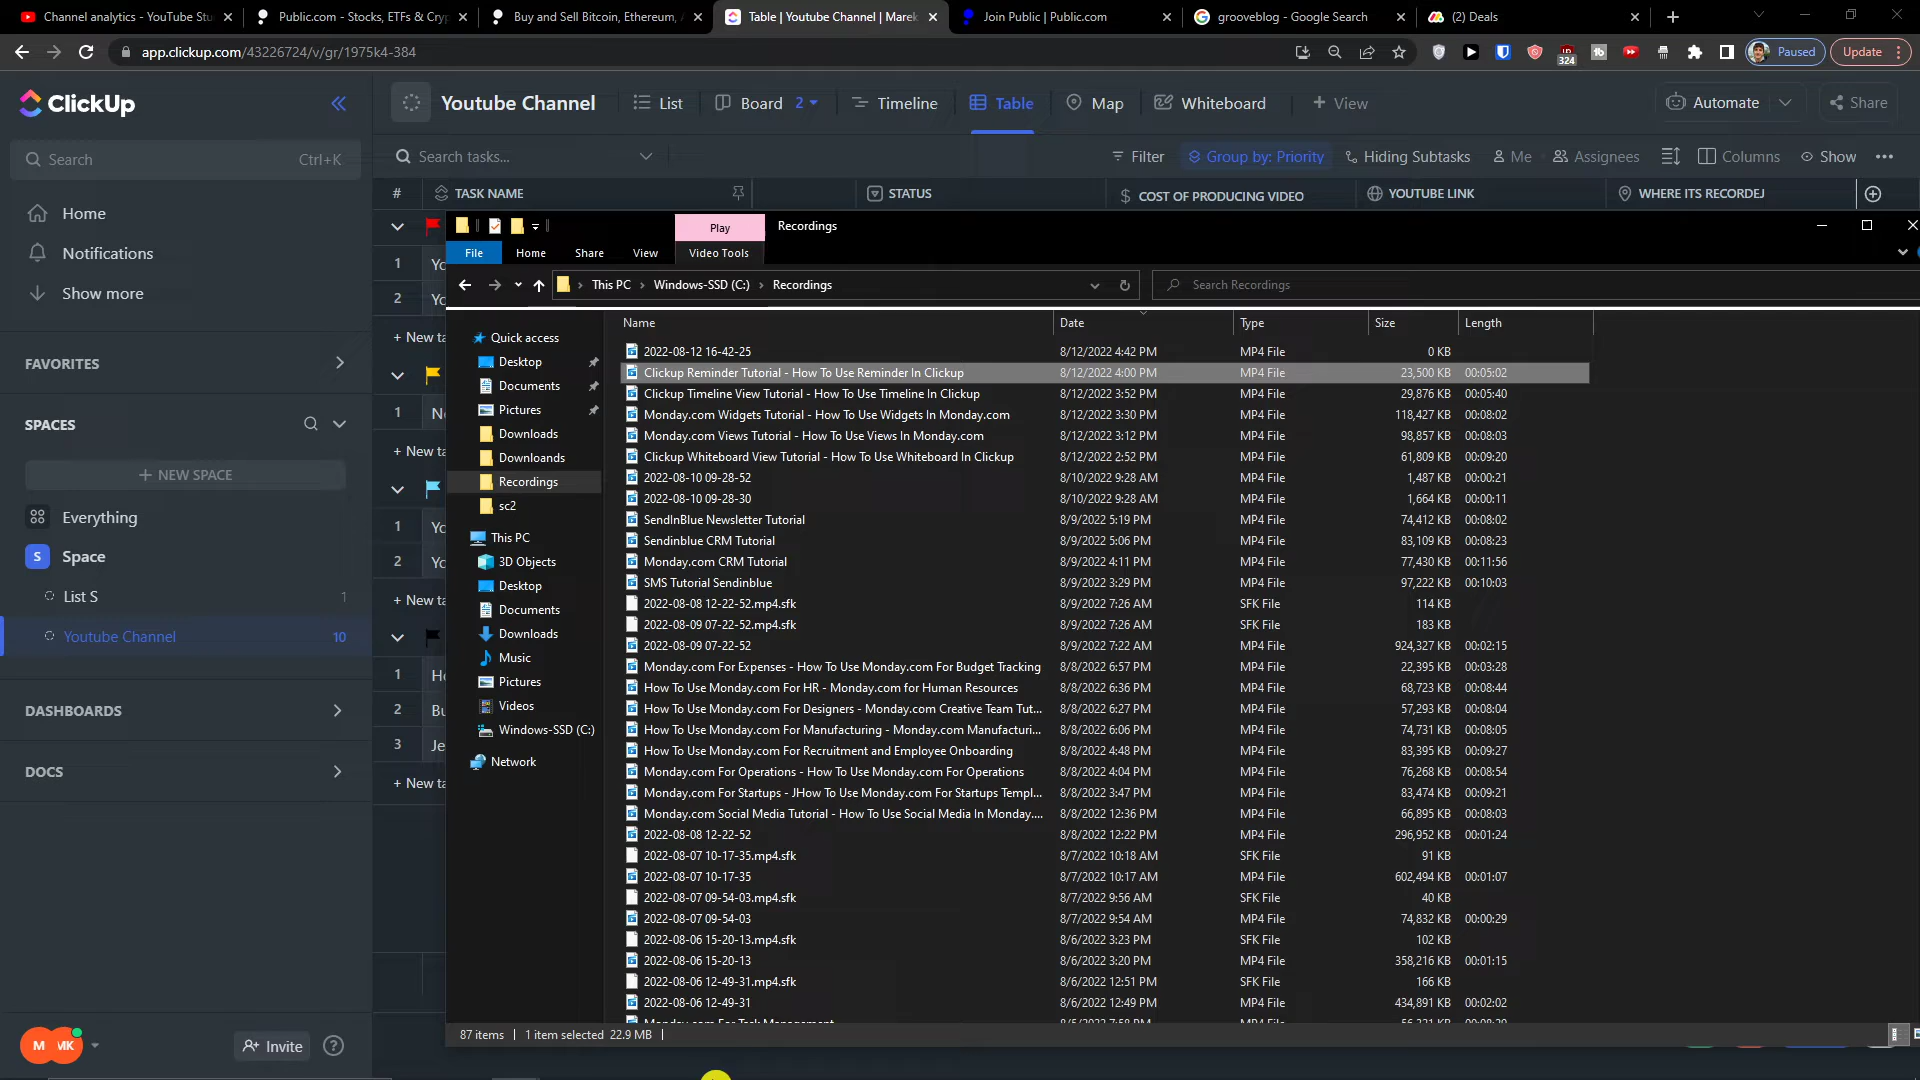 Channel analytics - YouTube Stu
Public.com - Stocks, ETFs & Cryp
Buy and Sell Bitcoin, Ethereum, A
Table | Youtube Channel | Marek
Join Public | Public.com
grooveblog - Google Search
(2) Deals
app.clickup.com/43226724/v/gr/1975k4-384
324
Paused
Update
ClickUp
Youtube Channel
List
Board 2
Timeline
Table
Map
Whiteboard
+ View
Automate
Share
Search Ctrl+K
Search tasks...
Filter
Group by: Priority
Hiding Subtasks
Me
Assignees
Columns
Show
# TASK NAME STATUS COST OF PRODUCING VIDEO YOUTUBE LINK WHERE ITS RECORDEJ
Home
Notifications
Show more
FAVORITES
SPACES
+ NEW SPACE
Everything
S Space
List S 1
Youtube Channel 10
DASHBOARDS
DOCS
M MK
Invite
1 Yo
2 Yo
+ New ta
1 Ne
+ New ta
1 Yo
2 Yo
+ New ta
1 Ho
2 Bu
3 Je
+ New ta
Play Recordings
File Home Share View Video Tools
This PC > Windows-SSD (C:) > Recordings
Search Recordings
Quick access
Desktop
Documents
Pictures
Downloads
Downloands
Recordings
sc2
This PC
3D Objects
Desktop
Documents
Downloads
Music
Pictures
Videos
Windows-SSD (C:)
Network
Name Date Type Size Length
2022-08-12 16-42-25 8/12/2022 4:42 PM MP4 File 0 KB
Clickup Reminder Tutorial - How To Use Reminder In Clickup 8/12/2022 4:00 PM MP4 File 23,500 KB 00:05:02
Clickup Timeline View Tutorial - How To Use Timeline In Clickup 8/12/2022 3:52 PM MP4 File 29,876 KB 00:05:40
Monday.com Widgets Tutorial - How To Use Widgets In Monday.com 8/12/2022 3:30 PM MP4 File 118,427 KB 00:08:02
Monday.com Views Tutorial - How To Use Views In Monday.com 8/12/2022 3:12 PM MP4 File 98,857 KB 00:08:03
Clickup Whiteboard View Tutorial - How To Use Whiteboard In Clickup 8/12/2022 2:52 PM MP4 File 61,809 KB 00:09:20
2022-08-10 09-28-52 8/10/2022 9:28 AM MP4 File 1,487 KB 00:00:21
2022-08-10 09-28-30 8/10/2022 9:28 AM MP4 File 1,664 KB 00:00:11
SendInBlue Newsletter Tutorial 8/9/2022 5:19 PM MP4 File 74,412 KB 00:08:02
Sendinblue CRM Tutorial 8/9/2022 5:06 PM MP4 File 83,109 KB 00:08:23
Monday.com CRM Tutorial 8/9/2022 4:11 PM MP4 File 77,430 KB 00:11:56
SMS Tutorial Sendinblue 8/9/2022 3:29 PM MP4 File 97,222 KB 00:10:03
2022-08-08 12-22-52.mp4.sfk 8/9/2022 7:26 AM SFK File 114 KB
2022-08-09 07-22-52.mp4.sfk 8/9/2022 7:26 AM SFK File 183 KB
2022-08-09 07-22-52 8/9/2022 7:22 AM MP4 File 924,327 KB 00:02:15
Monday.com For Expenses - How To Use Monday.com For Budget Tracking 8/8/2022 6:57 PM MP4 File 22,395 KB 00:03:28
How To Use Monday.com For HR - Monday.com for Human Resources 8/8/2022 6:36 PM MP4 File 68,723 KB 00:08:44
How To Use Monday.com For Designers - Monday.com Creative Team Tut... 8/8/2022 6:27 PM MP4 File 57,293 KB 00:08:04
How To Use Monday.com For Manufacturing - Monday.com Manufacturi... 8/8/2022 6:06 PM MP4 File 74,731 KB 00:08:05
How To Use Monday.com For Recruitment and Employee Onboarding 8/8/2022 4:48 PM MP4 File 83,395 KB 00:09:27
Monday.com For Operations - How To Use Monday.com For Operations 8/8/2022 4:04 PM MP4 File 76,268 KB 00:08:54
Monday.com For Startups - JHow To Use Monday.com For Startups Templ... 8/8/2022 3:47 PM MP4 File 83,474 KB 00:09:21
Monday.com Social Media Tutorial - How To Use Social Media In Monday.... 8/8/2022 12:36 PM MP4 File 66,895 KB 00:08:03
2022-08-08 12-22-52 8/8/2022 12:22 PM MP4 File 296,952 KB 00:01:24
2022-08-07 10-17-35.mp4.sfk 8/7/2022 10:18 AM SFK File 91 KB
2022-08-07 10-17-35 8/7/2022 10:17 AM MP4 File 602,494 KB 00:01:07
2022-08-07 09-54-03.mp4.sfk 8/7/2022 9:56 AM SFK File 40 KB
2022-08-07 09-54-03 8/7/2022 9:54 AM MP4 File 74,832 KB 00:00:29
2022-08-06 15-20-13.mp4.sfk 8/6/2022 3:23 PM SFK File 102 KB
2022-08-06 15-20-13 8/6/2022 3:20 PM MP4 File 358,216 KB 00:01:15
2022-08-06 12-49-31.mp4.sfk 8/6/2022 12:51 PM SFK File 166 KB
2022-08-06 12-49-31 8/6/2022 12:49 PM MP4 File 434,891 KB 00:02:02
87 items 1 item selected 22.9 MB